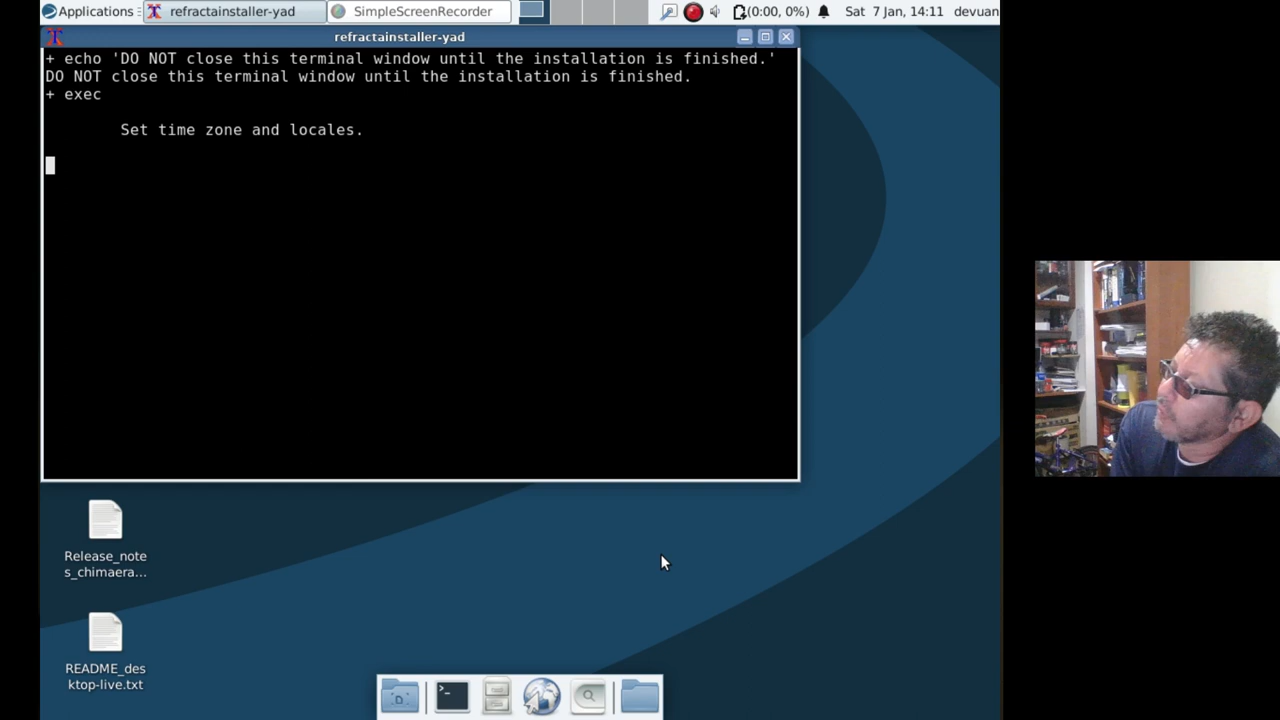 Applications
refractainstaller-yad
SimpleScreenRecorder
(0:00, 0%)
Sat 7 Jan, 14:11
devuan
refractainstaller-yad
+ echo 'DO NOT close this terminal window until the installation is finished.'
DO NOT close this terminal window until the installation is finished.
+ exec
Set time zone and locales.
Release_note
s_chimaera...
README_des
ktop-live.txt